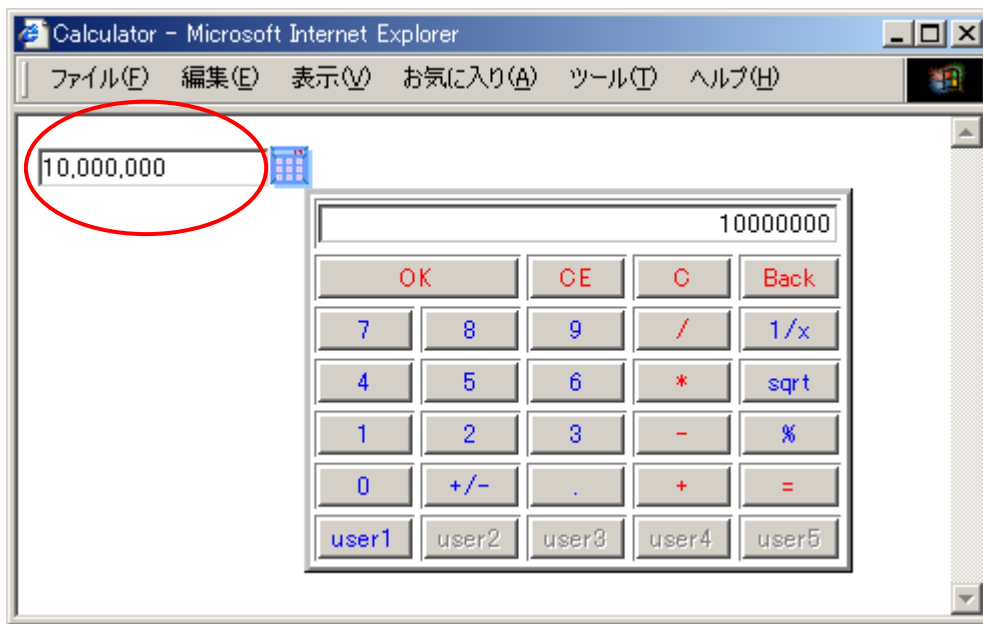 Calculator - Microsoft Internet Explorer
ファイル(F) 編集(E) 表示(V) お気に入り(A) ツール(T) ヘルプ(H)
10,000,000
10000000
OK CE C Back
7 8 9 / 1/x
4 5 6 * sqrt
1 2 3 - %
0 +/- . + =
user1 user2 user3 user4 user5